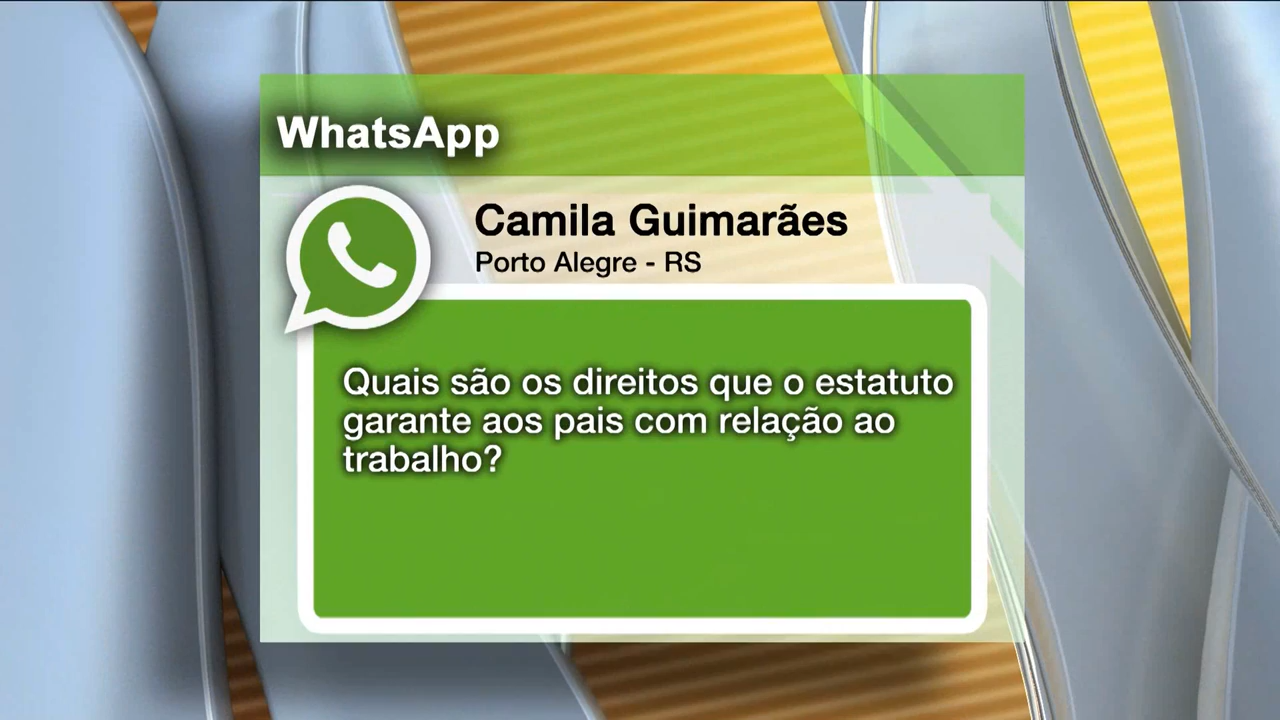 WhatsApp
Camila Guimarães
Porto Alegre - RS
Quais são os direitos que o estatuto
garante aos pais com relação ao
trabalho?